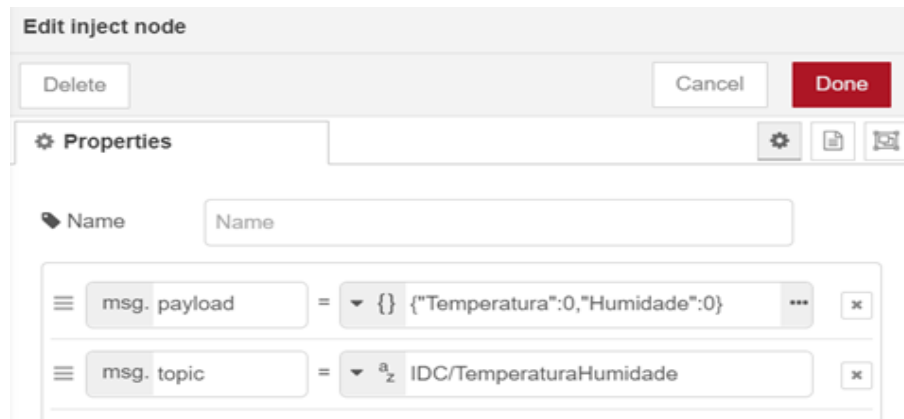 Edit inject node
Delete Cancel Done
Properties
Name Name
msg. payload = {} {"Temperatura":0,"Humidade":0} •••
msg. topic = az IDC/TemperaturaHumidade